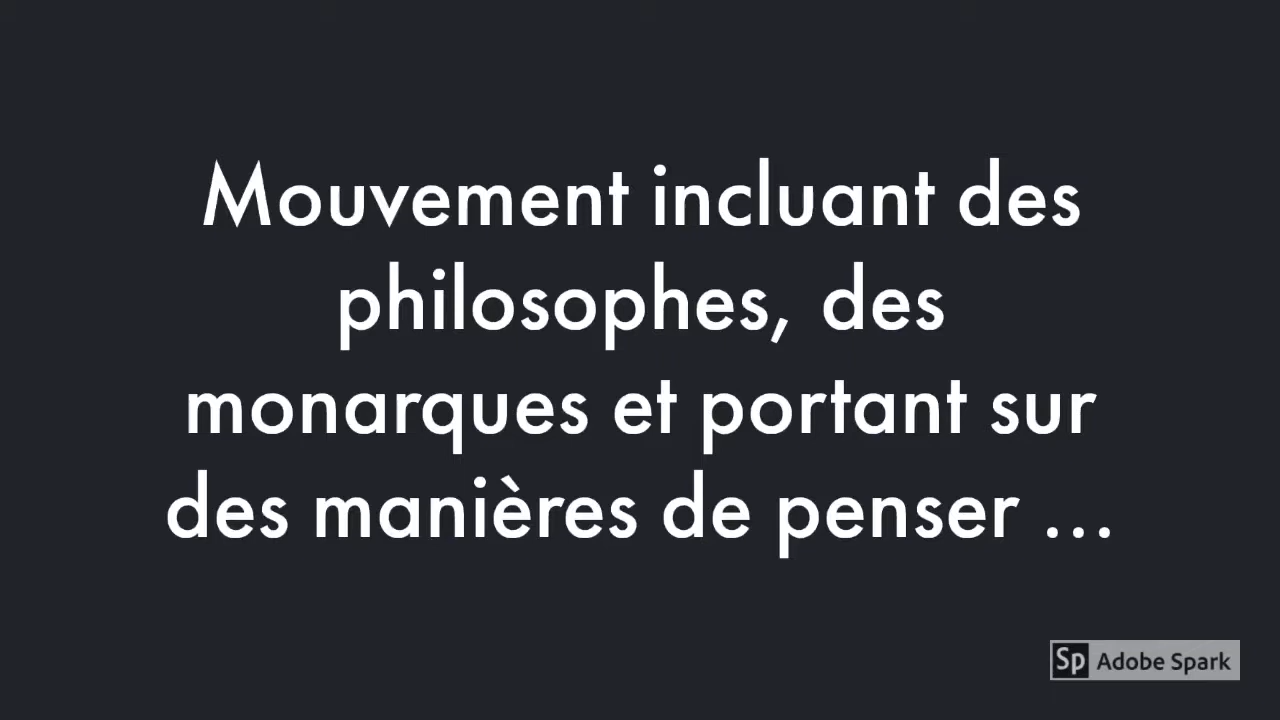 Mouvement incluant des
philosophes, des
monarques et portant sur
des manières de penser ...
Sp Adobe Spark